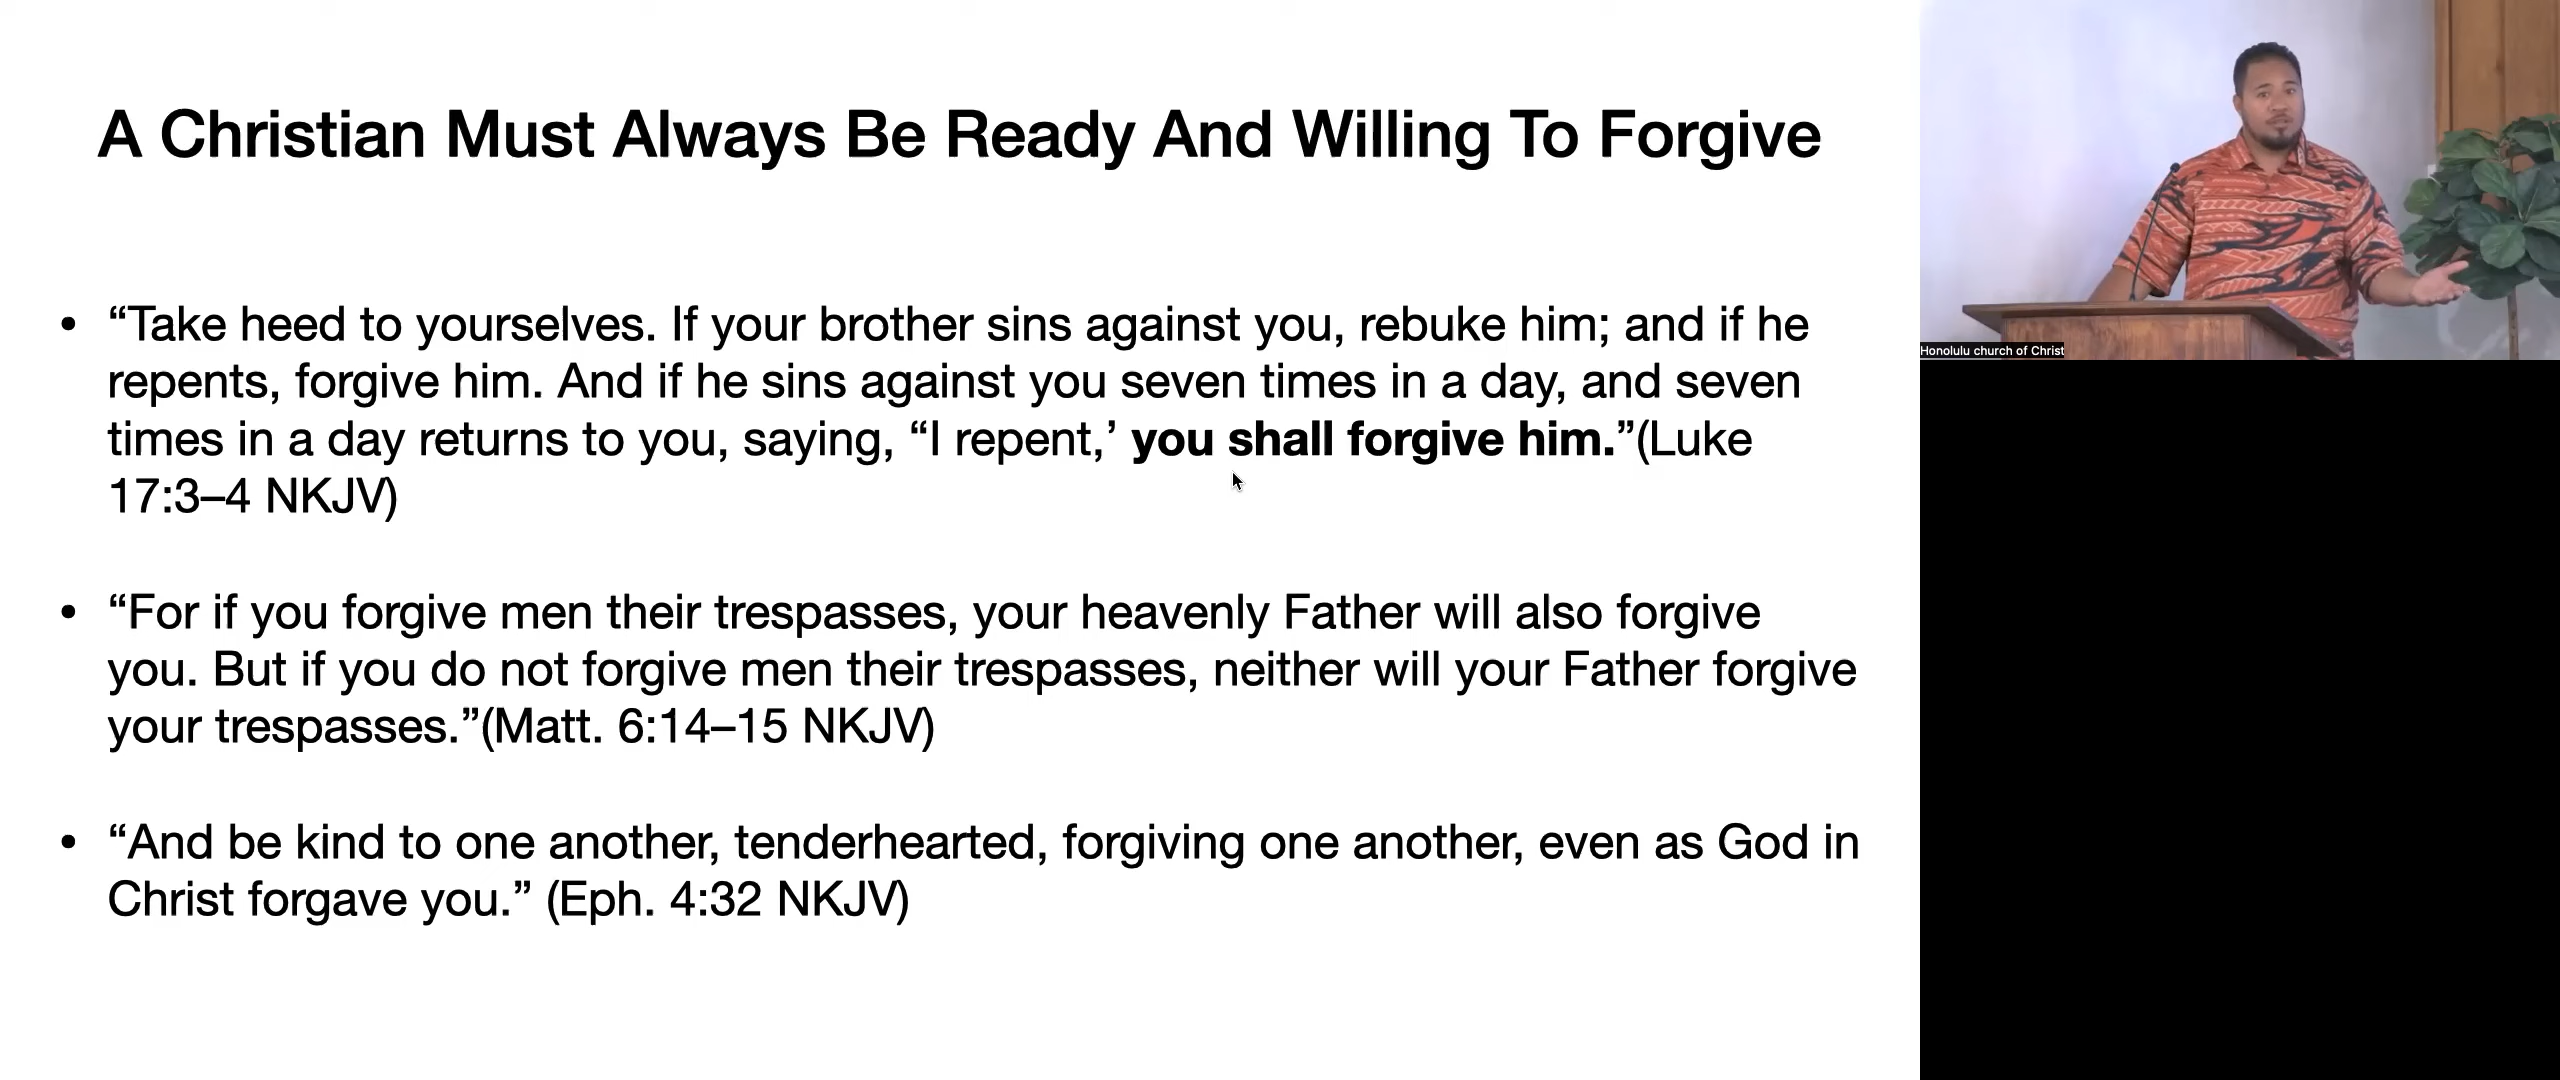 A Christian Must Always Be Ready And Willing To Forgive
• “Take heed to yourselves. If your brother sins against you, rebuke him; and if he
repents, forgive him. And if he sins against you seven times in a day, and seven
times in a day returns to you, saying, “I repent,’ you shall forgive him.”(Luke
17:3–4 NKJV)
• “For if you forgive men their trespasses, your heavenly Father will also forgive
you. But if you do not forgive men their trespasses, neither will your Father forgive
your trespasses.”(Matt. 6:14–15 NKJV)
• “And be kind to one another, tenderhearted, forgiving one another, even as God in
Christ forgave you.” (Eph. 4:32 NKJV)
Honolulu church of Christ